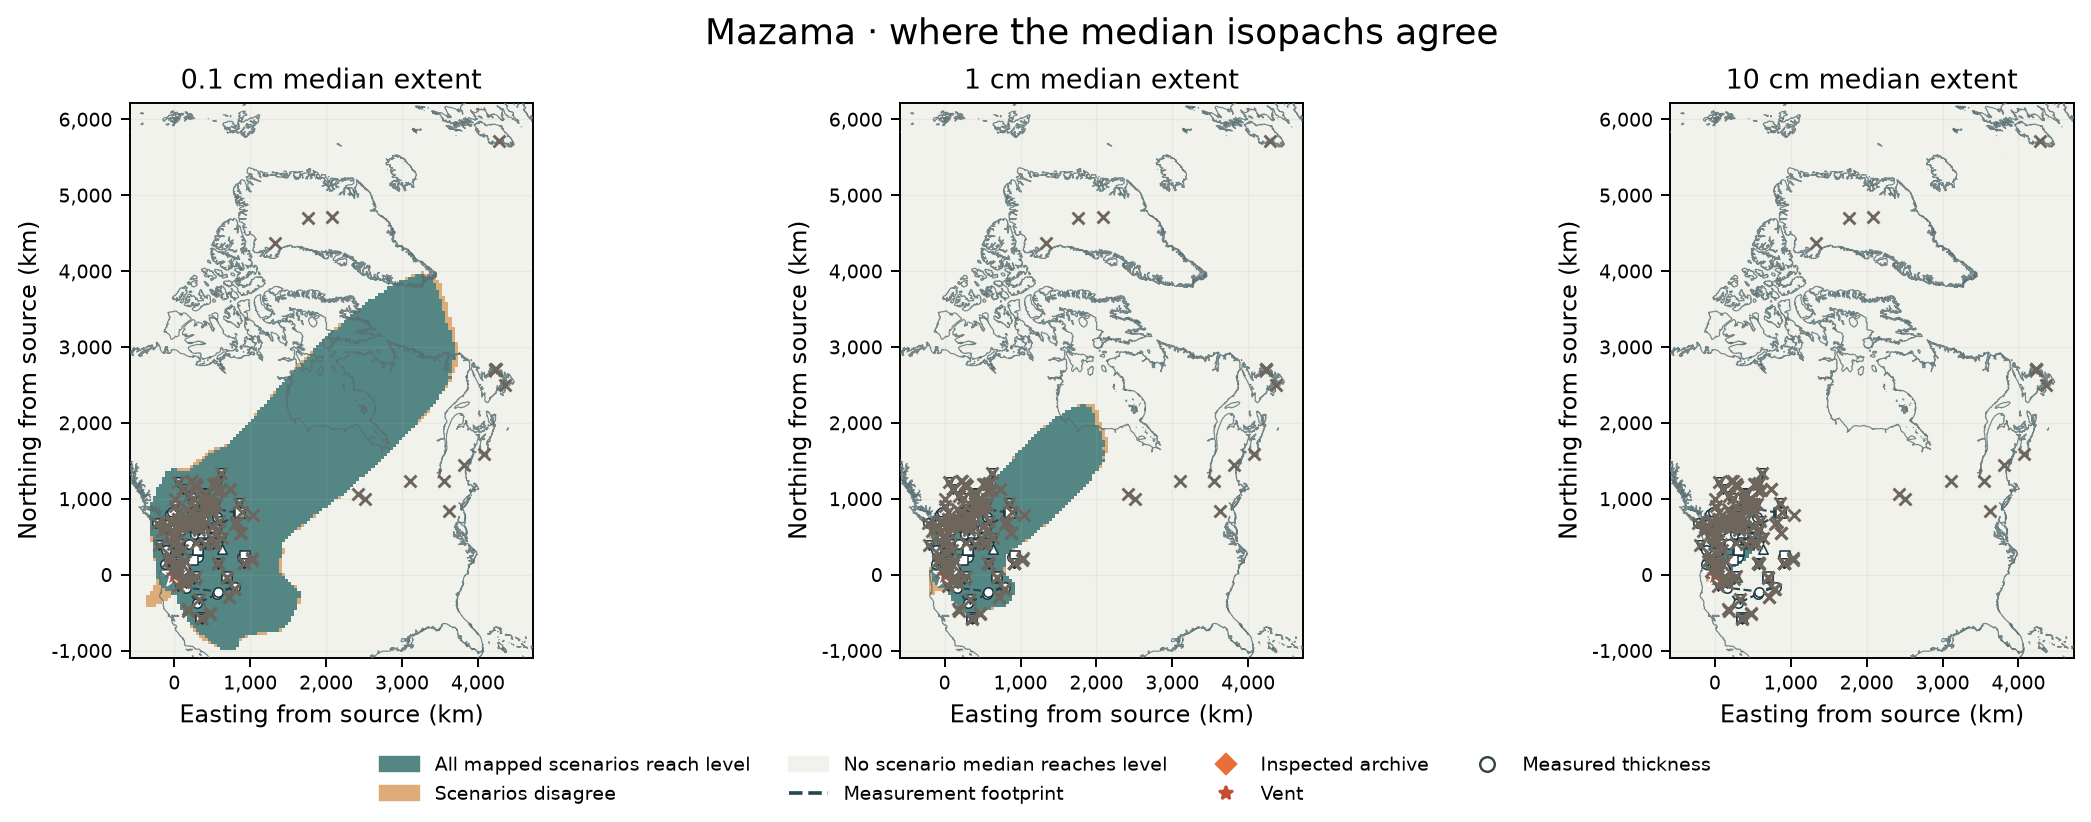 Mazama · where the median isopachs agree
0.1 cm median extent
1 cm median extent
10 cm median extent
Northing from source (km)
6,000
5,000
4,000
3,000
2,000
1,000
0
-1,000
0
1,000
2,000
3,000
4,000
Easting from source (km)
Northing from source (km)
6,000
5,000
4,000
3,000
2,000
1,000
0
-1,000
0
1,000
2,000
3,000
4,000
Easting from source (km)
Northing from source (km)
6,000
5,000
4,000
3,000
2,000
1,000
0
-1,000
0
1,000
2,000
3,000
4,000
Easting from source (km)
All mapped scenarios reach level
Scenarios disagree
No scenario median reaches level
Measurement footprint
Inspected archive
Vent
Measured thickness